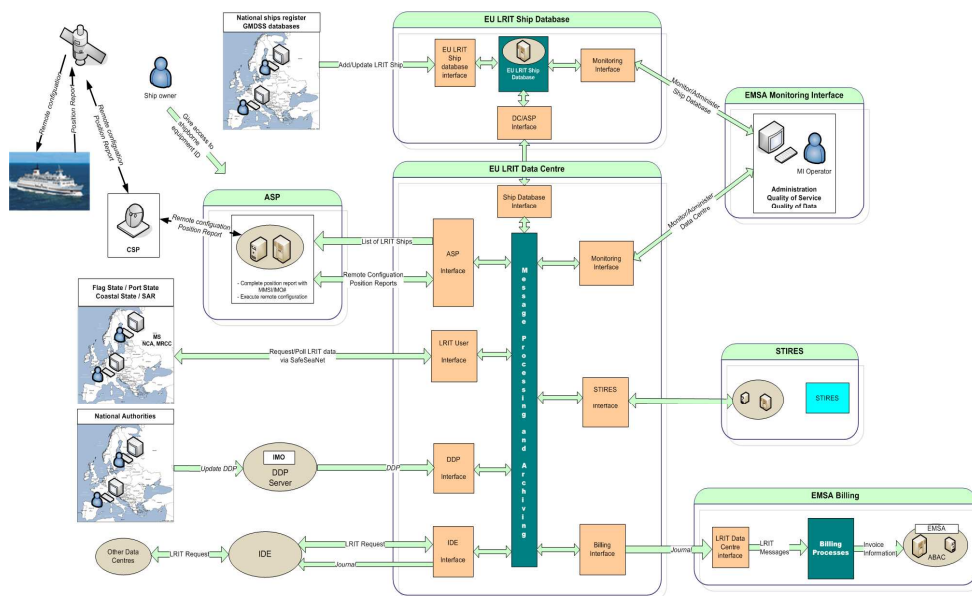 National ships register
GMDSS databases
EU LRIT Ship Database
Add/Update LRIT Ship
EU LRIT
Ship
database
interface
EU LRIT Ship
Database
Monitoring
Interface
DC/ASP
Interface
Monitor/Administer
Ship Database
EMSA Monitoring Interface
MI Operator
Administration
Quality of Service
Quality of Data
Monitor/Administer
Data Centre
Remote configuation
Position Report
Remote configuation
Position Report
Ship owner
Give access to
shipborne
equipment ID
CSP
Remote configuation
Position Report
ASP
- Complete position report with
MMSI/IMO#
- Execute remote configuration
List of LRIT Ships
Remote Configuation
Position Reports
EU LRIT Data Centre
Ship Database
Interface
ASP
Interface
Message Processing and Archiving
Monitoring
Interface
Flag State / Port State
Coastal State / SAR
MS
NCA, MRCC
Request/Poll LRIT data
via SafeSeaNet
LRIT User
Interface
STIRES
interface
STIRES
STIRES
National Authorities
Update DDP
IMO
DDP
Server
DDP
DDP
Interface
Other Data
Centres
LRIT Request
IDE
LRIT Request
Journal
IDE
Interface
Billing
Interface
Journal
EMSA Billing
LRIT Data
Centre
interface
LRIT
Messages
Billing
Processes
Invoice
Information
EMSA
ABAC